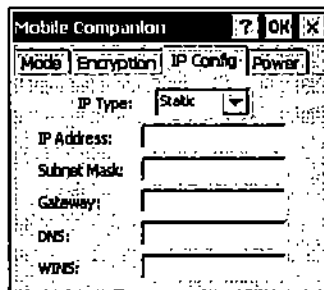 Mobile Companion ? OK X
Mode Encryption IP Config Power
IP Type: Static
IP Address:
Subnet Mask:
Gateway:
DNS:
WINS: